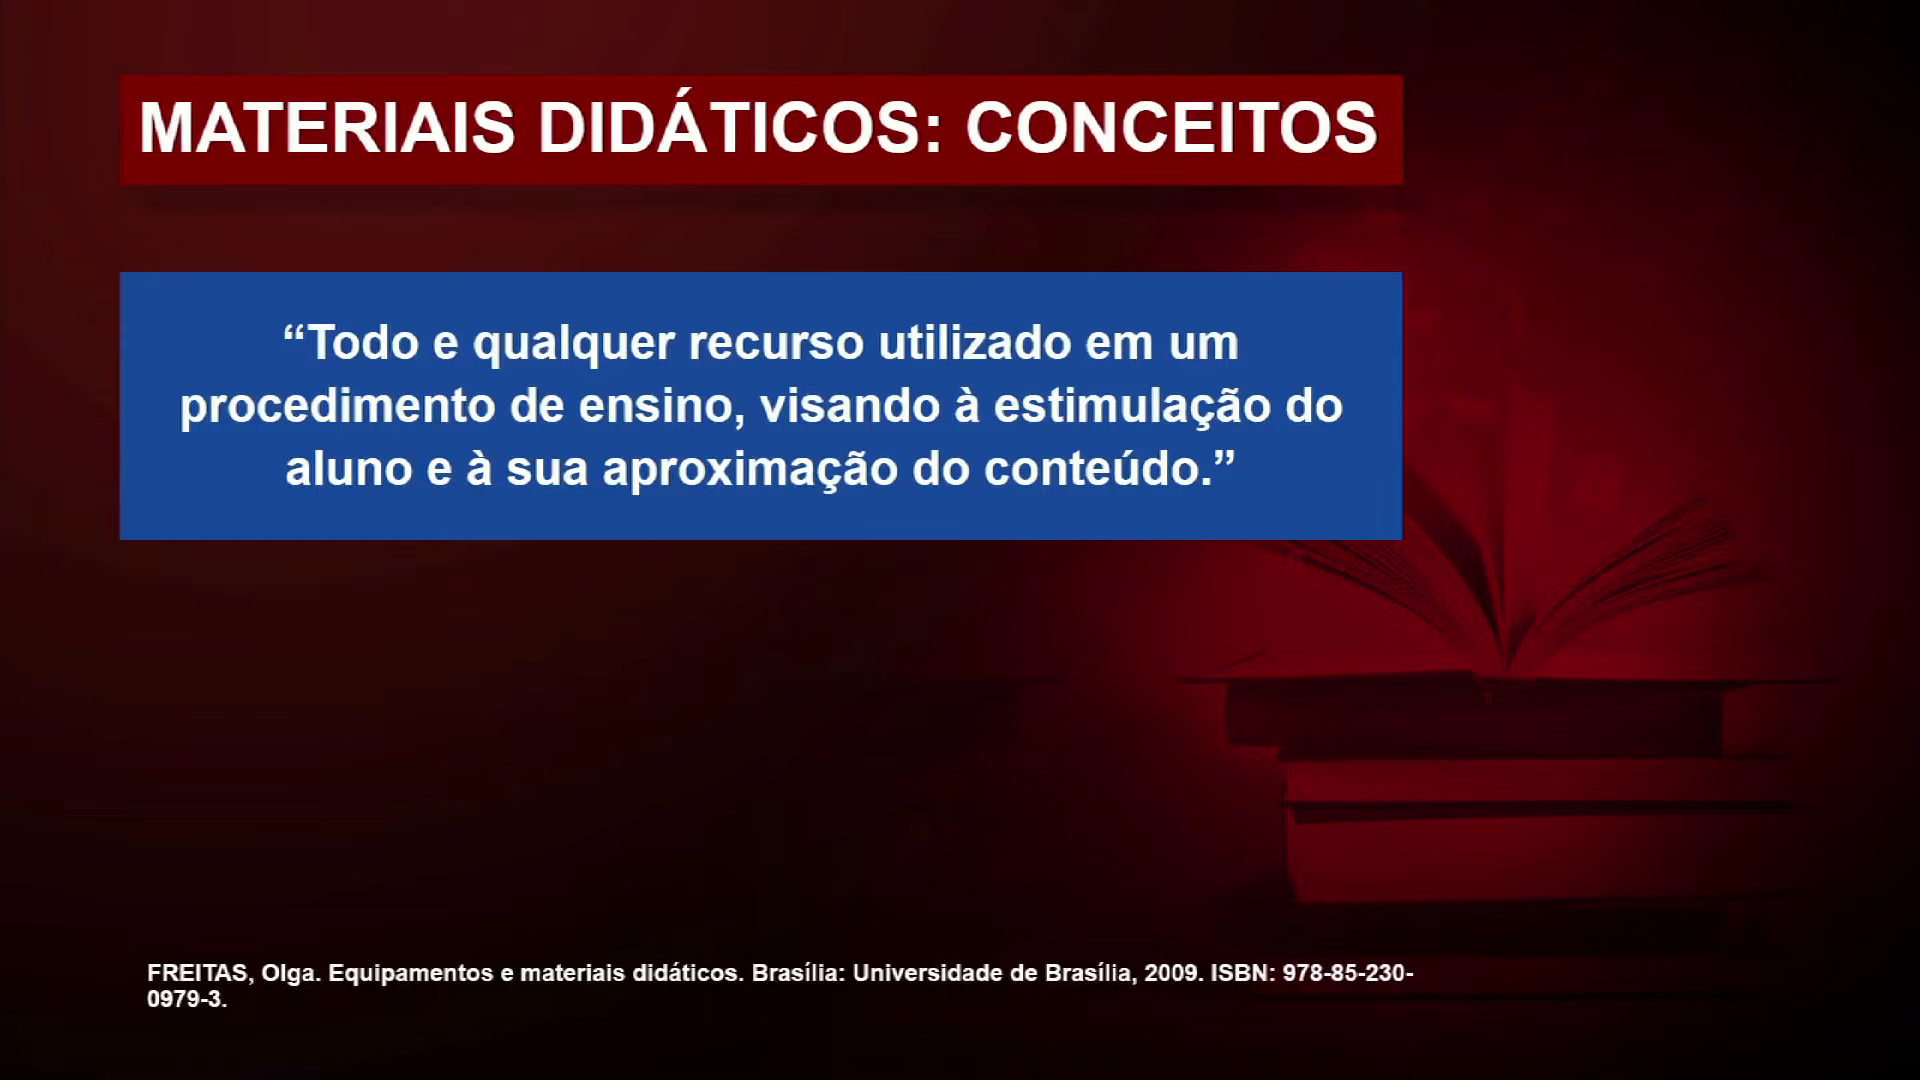 MATERIAIS DIDÁTICOS: CONCEITOS
“Todo e qualquer recurso utilizado em um
procedimento de ensino, visando à estimulação do
aluno e à sua aproximação do conteúdo.”
FREITAS, Olga. Equipamentos e materiais didáticos. Brasília: Universidade de Brasília, 2009. ISBN: 978-85-230-
0979-3.